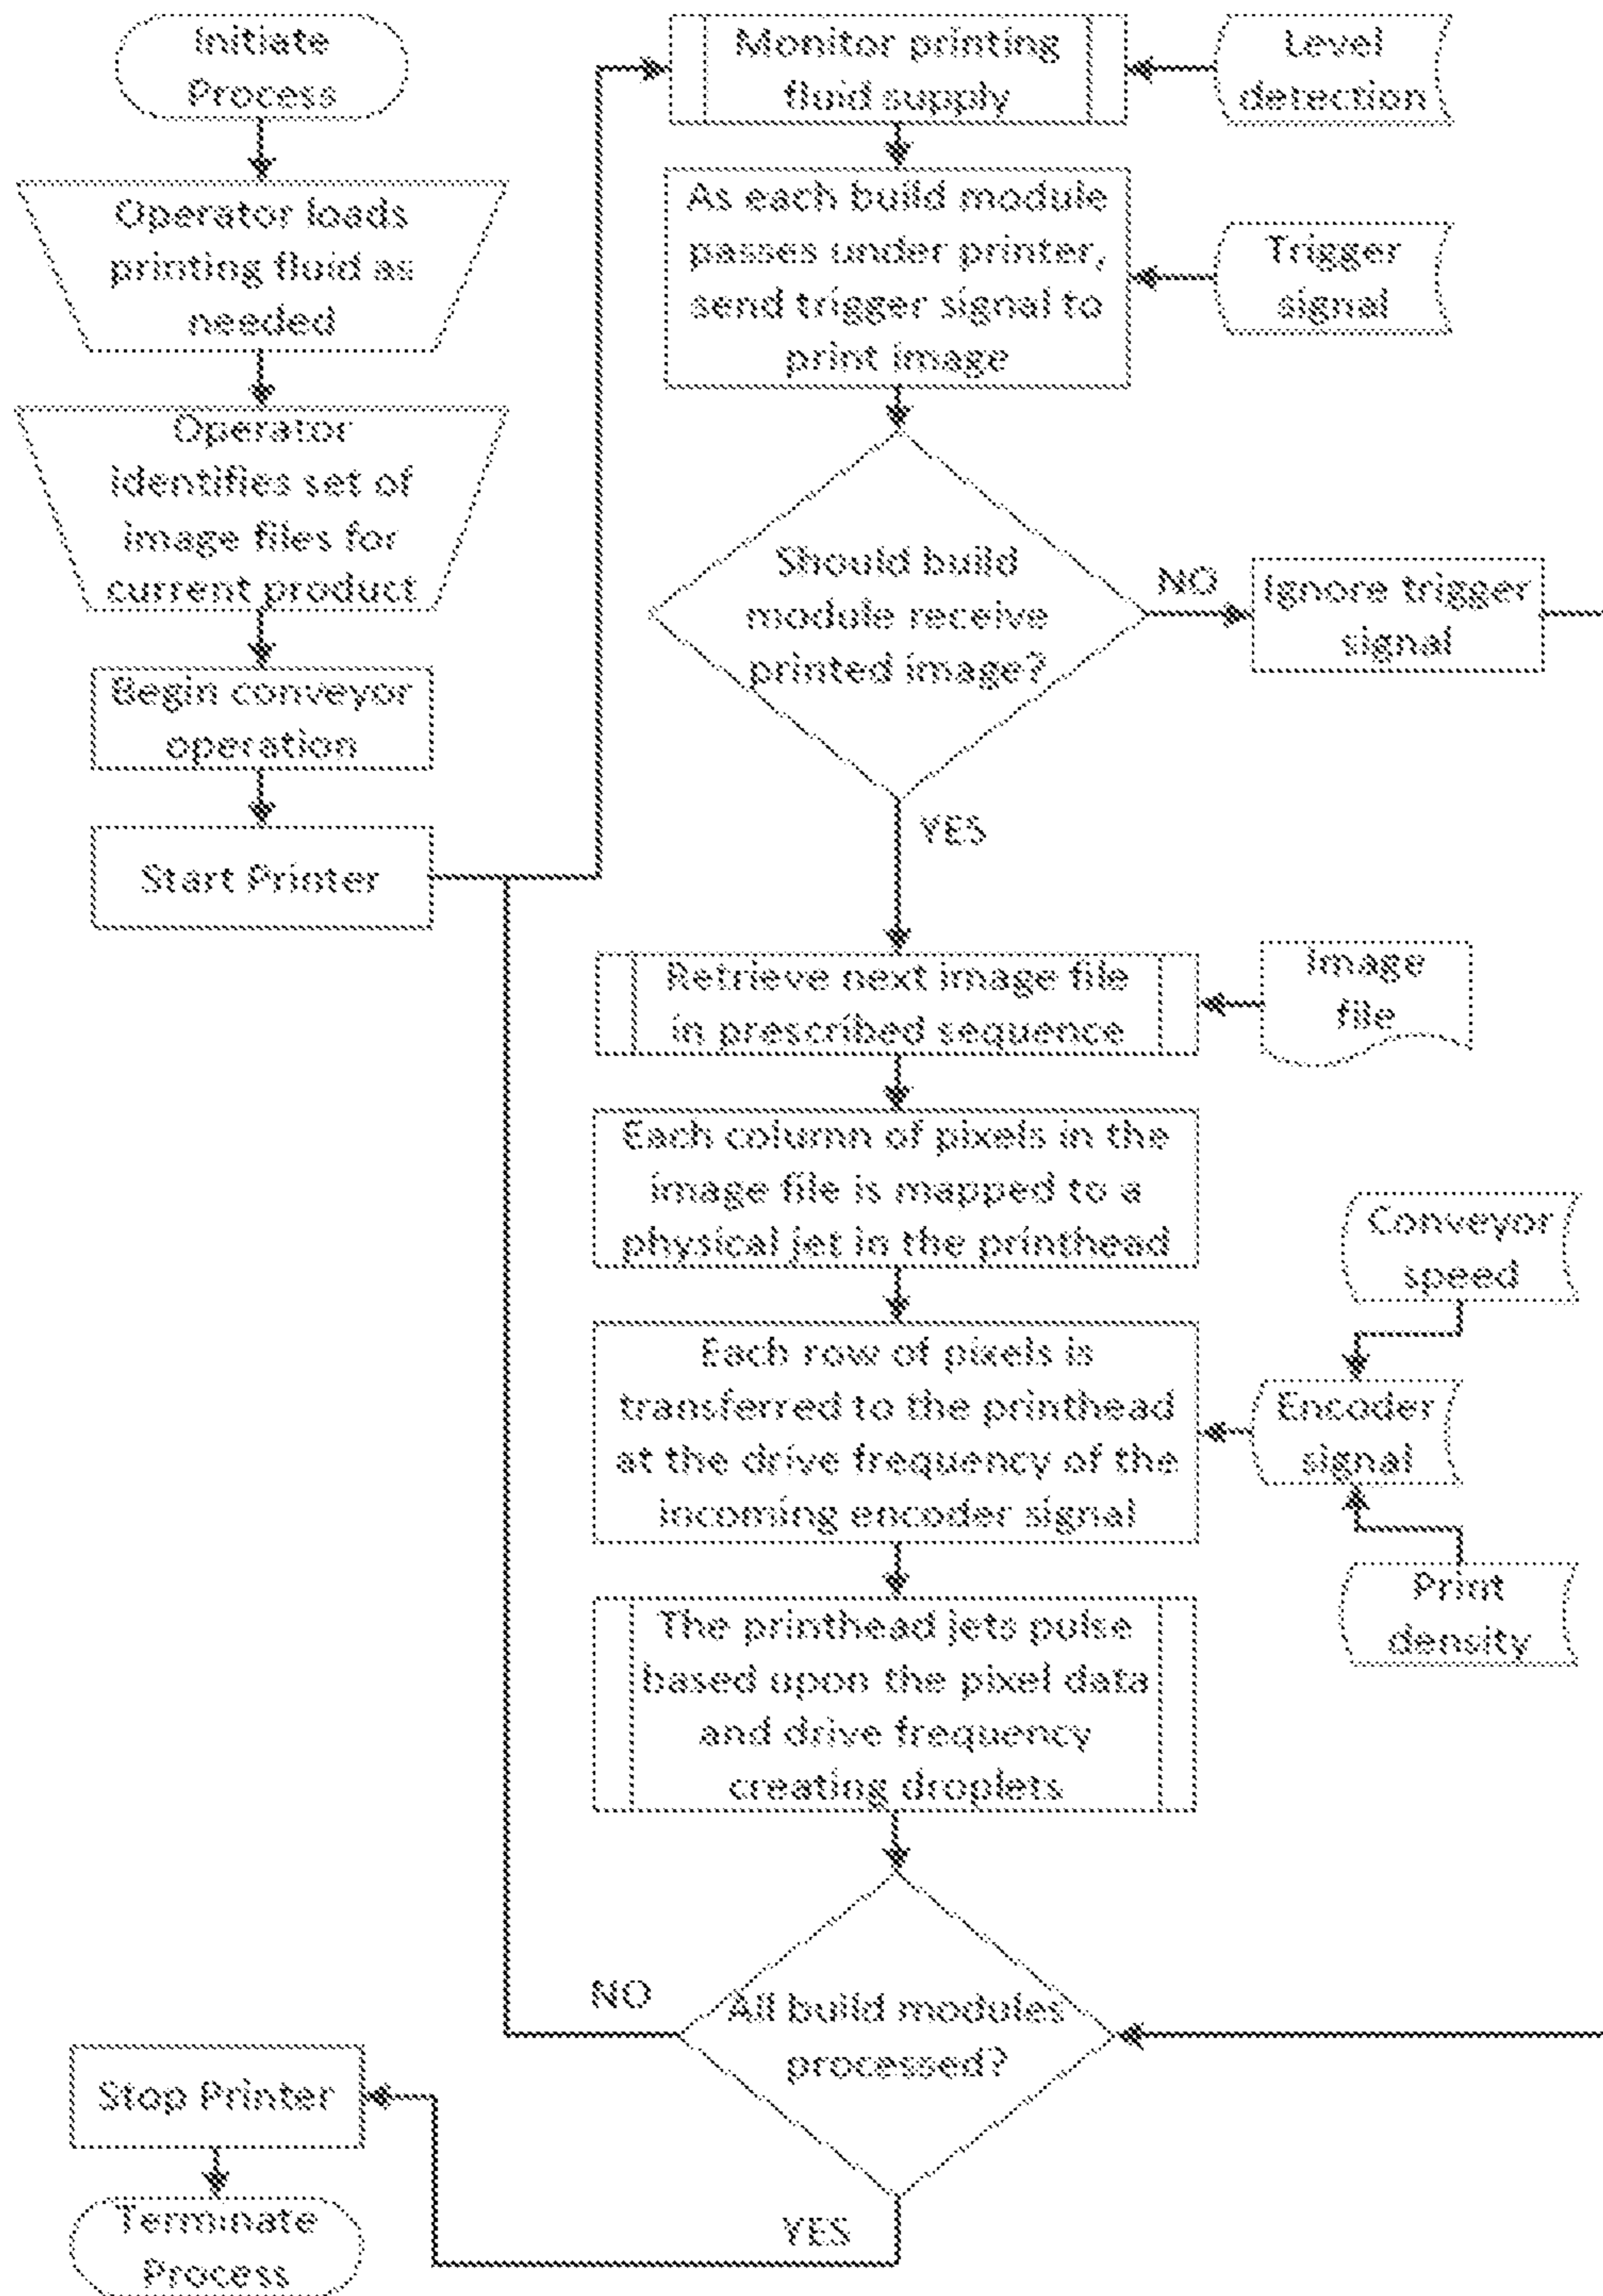 Initiate
Process
Operator loads
printing fluid as
needed
Operator
identifies set of
image files for
current product
Begin conveyor
operation
Start Printer
Monitor printing
fluid supply
Level
detection
As each build module
passes under printer,
send trigger signal to
print image
Trigger
signal
Should build
module receive
printed image?
NO
Ignore trigger
signal
YES
Retrieve next image file
in prescribed sequence
Image
file
Each column of pixels in the
image file is mapped to a
physical jet in the printhead
Conveyor
speed
Each row of pixels is
transferred to the printhead
at the drive frequency of the
incoming encoder signal
Encoder
signal
Print
density
The printhead jets pulse
based upon the pixel data
and drive frequency
creating droplets
All build modules
processed?
NO
YES
Stop Printer
Terminate
Process